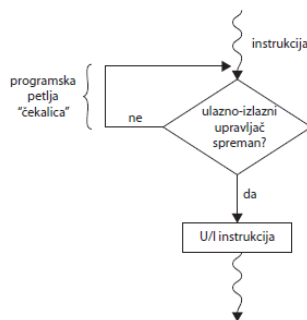 instrukcija
programska
petlja
“čekalica”
ulazno-izlazni
upravljač
spreman?
ne
da
U/I instrukcija